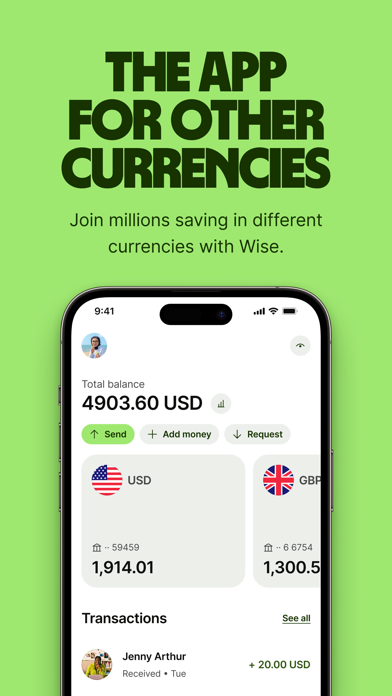 THE APP
FOR OTHER
CURRENCIES
Join millions saving in different
currencies with Wise.
9:41
Total balance
4903.60 USD
Send
Add money
Request
USD
GBP
·· 59459
·· 6 6754
1,914.01
1,300.5
Transactions
See all
Jenny Arthur
Received • Tue
+ 20.00 USD